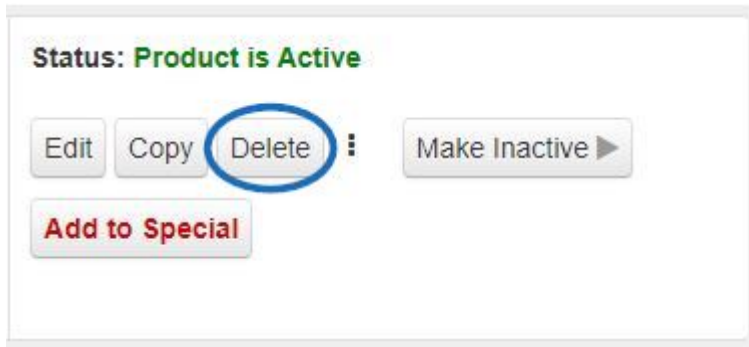 Status: Product is Active
Edit Copy Delete Make Inactive
Add to Special